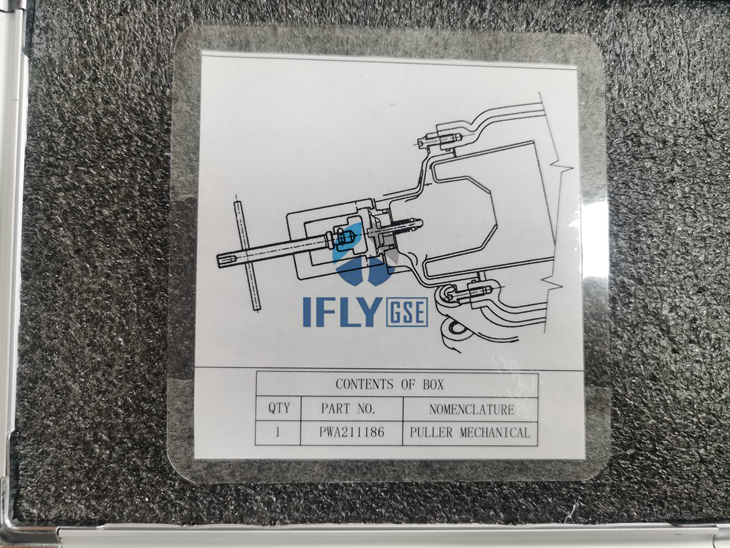 IFLY GSE
CONTENTS OF BOX
QTY PART NO. NOMENCLATURE
1 PWA211186 PULLER MECHANICAL